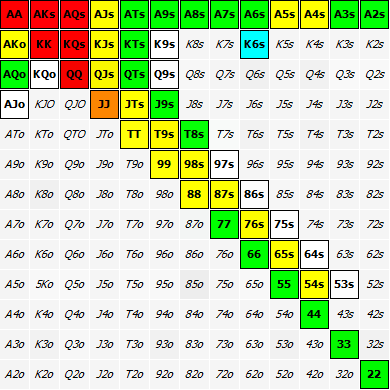 AA AKs AQs AJs ATs A9s A8s A7s A6s A5s A4s A3s A2s
AKo KK KQs KJs KTs K9s K8s K7s K6s K5s K4s K3s K2s
AQo KQo QQ QJs QTs Q9s Q8s Q7s Q6s Q5s Q4s Q3s Q2s
AJo KJO QJO JJ JTs J9s J8s J7s J6s J5s J4s J3s J2s
ATo KTo QTO JTo TT T9s T8s T7s T6s T5s T4s T3s T2s
A9o K9o Q9o J9o T9o 99 98s 97s 96s 95s 94s 93s 92s
A8o K8o Q8o J8o T8o 98o 88 87s 86s 85s 84s 83s 82s
A7o K7o Q7o J7o T7o 97o 87o 77 76s 75s 74s 73s 72s
A6o K6o Q6o J6o T6o 96o 86o 76o 66 65s 64s 63s 62s
A5o 5Ko Q5o J5o T5o 95o 85o 75o 65o 55 54s 53s 52s
A4o K4o Q4o J4o T4o 94o 84o 74o 64o 54o 44 43s 42s
A3o K3o Q3o J3o T3o 93o 83o 73o 63o 53o 43o 33 32s
A2o K2o Q2o J2o T2o 92o 82o 72o 62o 52o 42o 32o 22